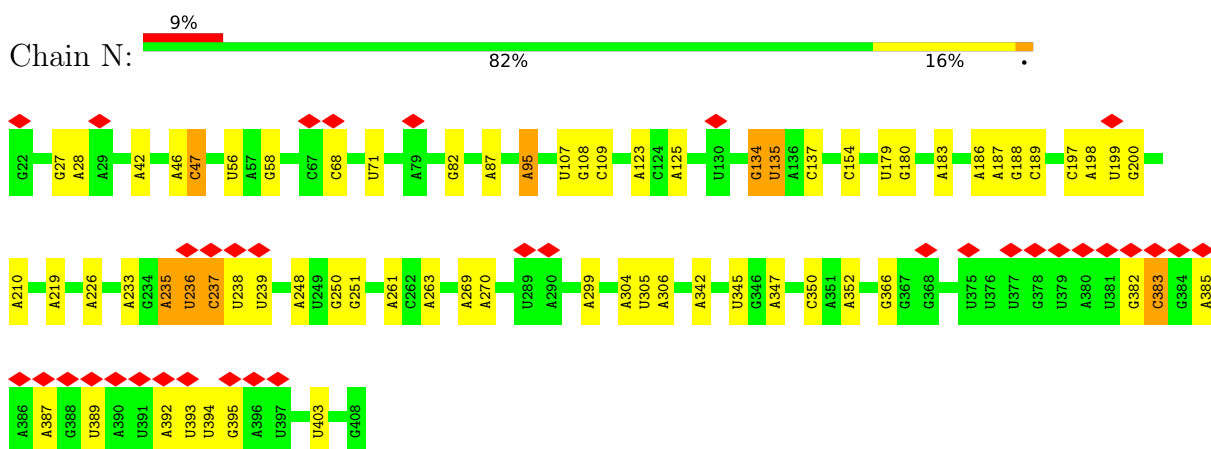 9%
Chain N:
82% 16% •
G22 G27 A28 A29 A42 A46 C47 U56 A57 G58 C67 C68 U71 A79 G82 A87 A95 U107 G108 C109 A123 C124 A125 U130 G134 U135 A136 C137 C154 U179 G180 A183 A186 A187 G188 C189 C197 A198 U199 G200
A210 A219 A226 A233 G234 A235 U236 C237 U238 U239 A248 U249 G250 G251 A261 C262 A263 A269 A270 U289 A290 A299 A304 U305 A306 A342 U345 G346 A347 C350 A351 A352 G366 G367 G368 U375 U376 U377 G378 U379 A380 U381 G382 C383 G384 A385
A386 A387 G388 U389 A390 U391 A392 U393 U394 G395 A396 U397 U403 G408